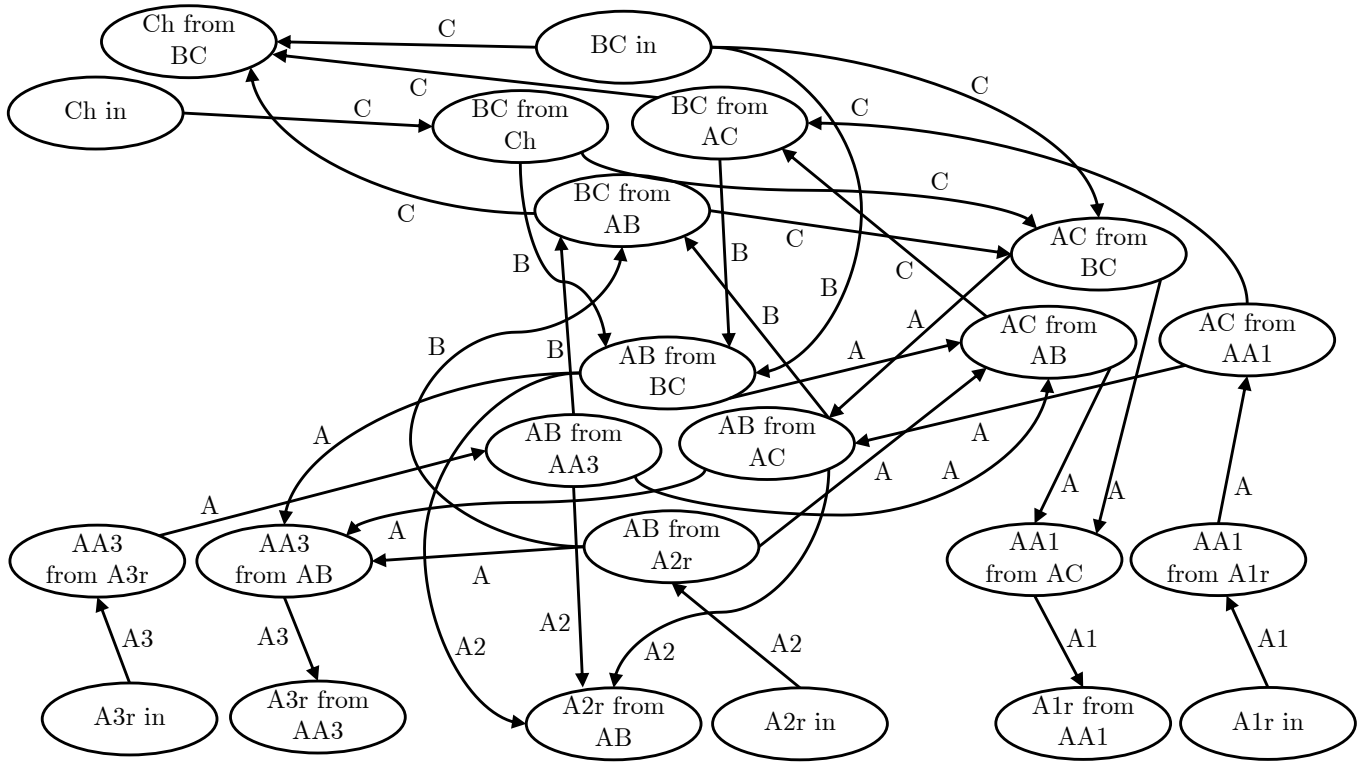 Ch from
BC
C
BC in
C
C
Ch in
C
BC from
Ch
BC from
AC
C
C
BC from
AB
C
C
B
B
C
AC from
BC
C
B
B
B
B
A
AC from
AB
AC from
AA1
AB from
BC
A
A
AB from
AA3
AB from
AC
A
A
A
A
A
A
A
A
AA3
from A3r
AA3
from AB
A
AB from
A2r
AA1
from AC
AA1
from A1r
A3
A3
A2
A2
A2
A2
A1
A1
A3r in
A3r from
AA3
A2r from
AB
A2r in
A1r from
AA1
A1r in